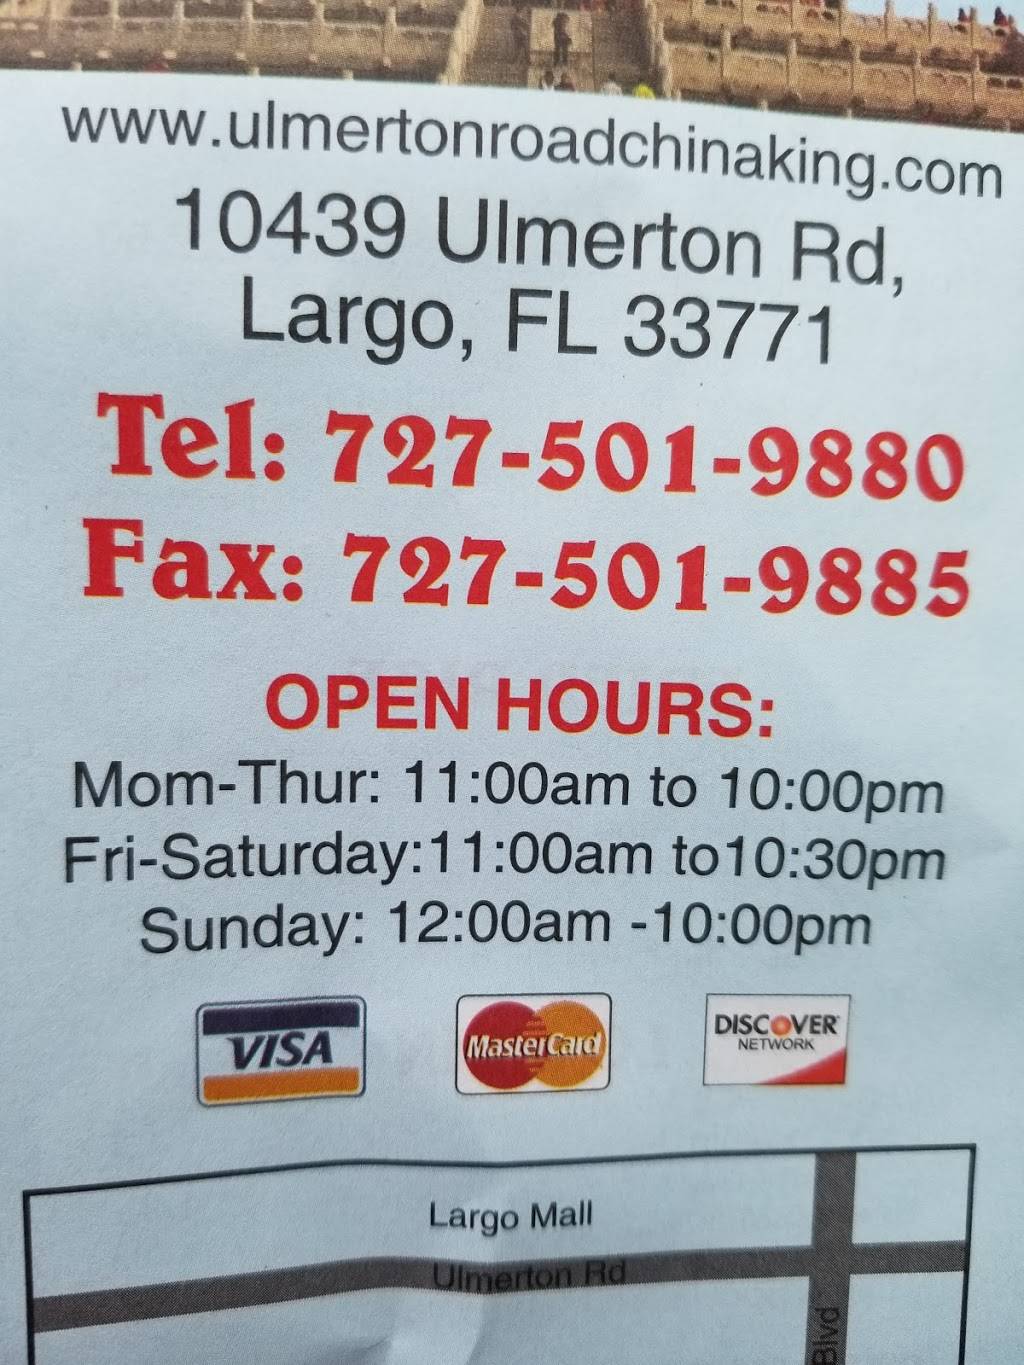 www.ulmertonroadchinaking.com
10439 Ulmerton Rd,
Largo, FL 33771
Tel: 727-501-9880
Fax: 727-501-9885
OPEN HOURS:
Mom-Thur: 11:00am to 10:00pm
Fri-Saturday:11:00am to10:30pm
Sunday: 12:00am -10:00pm
VISA
MasterCard
DISCOVER
NETWORK
Largo Mall
Ulmerton Rd
Blvd